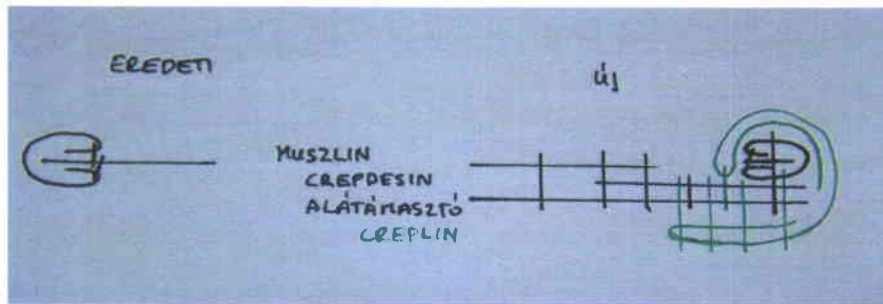 EREDETI
ÚJ
MUSZLIN
CREPDESIN
ALÁTÁMASZTÓ
CREPLIN